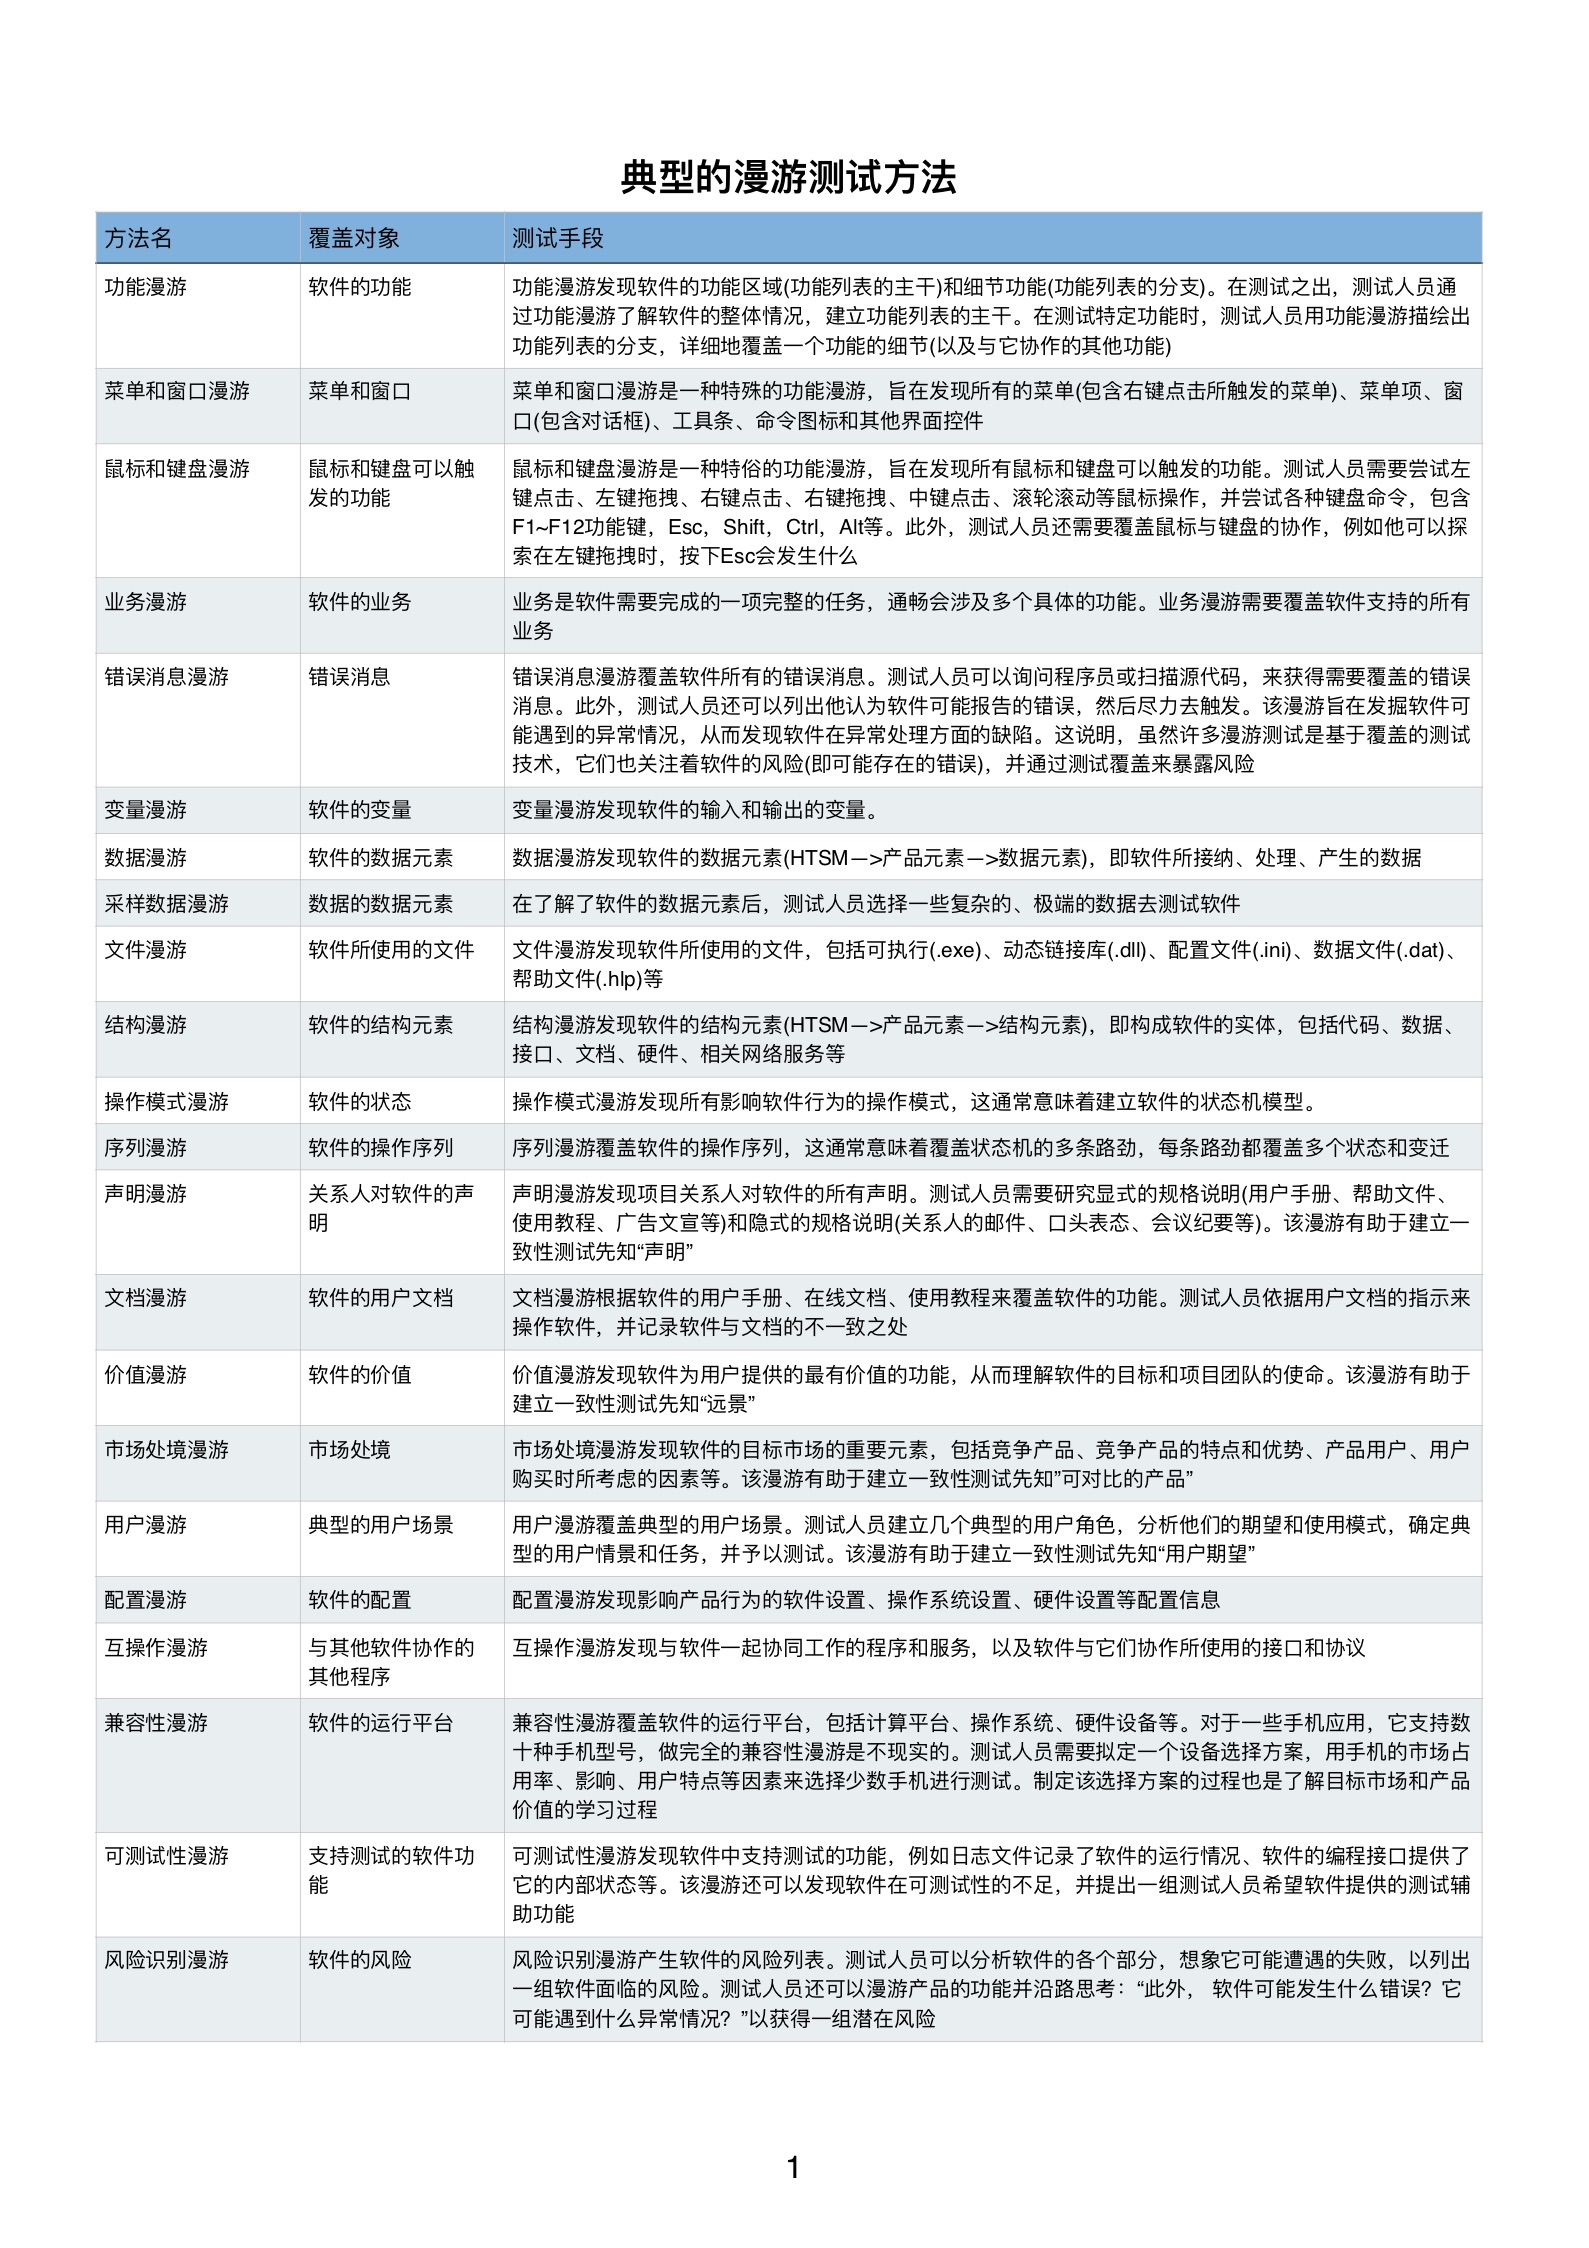 典型的漫游测试方法
方法名 覆盖对象 测试手段
功能漫游 软件的功能 功能漫游发现软件的功能区域(功能列表的主干)和细节功能(功能列表的分支)。在测试之出，测试人员通
过功能漫游了解软件的整体情况，建立功能列表的主干。在测试特定功能时，测试人员用功能漫游描绘出
功能列表的分支，详细地覆盖一个功能的细节(以及与它协作的其他功能)
菜单和窗口漫游 菜单和窗口 菜单和窗口漫游是一种特殊的功能漫游，旨在发现所有的菜单(包含右键点击所触发的菜单)、菜单项、窗
口(包含对话框)、工具条、命令图标和其他界面控件
鼠标和键盘漫游 鼠标和键盘可以触 鼠标和键盘漫游是一种特俗的功能漫游，旨在发现所有鼠标和键盘可以触发的功能。测试人员需要尝试左
发的功能 键点击、左键拖拽、右键点击、右键拖拽、中键点击、滚轮滚动等鼠标操作，并尝试各种键盘命令，包含
F1~F12功能键，Esc，Shift，Ctrl，Alt等。此外，测试人员还需要覆盖鼠标与键盘的协作，例如他可以探
索在左键拖拽时，按下Esc会发生什么
业务漫游 软件的业务 业务是软件需要完成的一项完整的任务，通畅会涉及多个具体的功能。业务漫游需要覆盖软件支持的所有
业务
错误消息漫游 错误消息 错误消息漫游覆盖软件所有的错误消息。测试人员可以询问程序员或扫描源代码，来获得需要覆盖的错误
消息。此外，测试人员还可以列出他认为软件可能报告的错误，然后尽力去触发。该漫游旨在发掘软件可
能遇到的异常情况，从而发现软件在异常处理方面的缺陷。这说明，虽然许多漫游测试是基于覆盖的测试
技术，它们也关注着软件的风险(即可能存在的错误)，并通过测试覆盖来暴露风险
变量漫游 软件的变量 变量漫游发现软件的输入和输出的变量。
数据漫游 软件的数据元素 数据漫游发现软件的数据元素(HTSM—>产品元素—>数据元素)，即软件所接纳、处理、产生的数据
采样数据漫游 数据的数据元素 在了解了软件的数据元素后，测试人员选择一些复杂的、极端的数据去测试软件
文件漫游 软件所使用的文件 文件漫游发现软件所使用的文件，包括可执行(.exe)、动态链接库(.dll)、配置文件(.ini)、数据文件(.dat)、
帮助文件(.hlp)等
结构漫游 软件的结构元素 结构漫游发现软件的结构元素(HTSM—>产品元素—>结构元素)，即构成软件的实体，包括代码、数据、
接口、文档、硬件、相关网络服务等
操作模式漫游 软件的状态 操作模式漫游发现所有影响软件行为的操作模式，这通常意味着建立软件的状态机模型。
序列漫游 软件的操作序列 序列漫游覆盖软件的操作序列，这通常意味着覆盖状态机的多条路劲，每条路劲都覆盖多个状态和变迁
声明漫游 关系人对软件的声 声明漫游发现项目关系人对软件的所有声明。测试人员需要研究显式的规格说明(用户手册、帮助文件、
明 使用教程、广告文宣等)和隐式的规格说明(关系人的邮件、口头表态、会议纪要等)。该漫游有助于建立一
致性测试先知“声明”
文档漫游 软件的用户文档 文档漫游根据软件的用户手册、在线文档、使用教程来覆盖软件的功能。测试人员依据用户文档的指示来
操作软件，并记录软件与文档的不一致之处
价值漫游 软件的价值 价值漫游发现软件为用户提供的最有价值的功能，从而理解软件的目标和项目团队的使命。该漫游有助于
建立一致性测试先知“远景”
市场处境漫游 市场处境 市场处境漫游发现软件的目标市场的重要元素，包括竞争产品、竞争产品的特点和优势、产品用户、用户
购买时所考虑的因素等。该漫游有助于建立一致性测试先知”可对比的产品”
用户漫游 典型的用户场景 用户漫游覆盖典型的用户场景。测试人员建立几个典型的用户角色，分析他们的期望和使用模式，确定典
型的用户情景和任务，并予以测试。该漫游有助于建立一致性测试先知“用户期望”
配置漫游 软件的配置 配置漫游发现影响产品行为的软件设置、操作系统设置、硬件设置等配置信息
互操作漫游 与其他软件协作的 互操作漫游发现与软件一起协同工作的程序和服务，以及软件与它们协作所使用的接口和协议
其他程序
兼容性漫游 软件的运行平台 兼容性漫游覆盖软件的运行平台，包括计算平台、操作系统、硬件设备等。对于一些手机应用，它支持数
十种手机型号，做完全的兼容性漫游是不现实的。测试人员需要拟定一个设备选择方案，用手机的市场占
用率、影响、用户特点等因素来选择少数手机进行测试。制定该选择方案的过程也是了解目标市场和产品
价值的学习过程
可测试性漫游 支持测试的软件功 可测试性漫游发现软件中支持测试的功能，例如日志文件记录了软件的运行情况、软件的编程接口提供了
能 它的内部状态等。该漫游还可以发现软件在可测试性的不足，并提出一组测试人员希望软件提供的测试辅
助功能
风险识别漫游 软件的风险 风险识别漫游产生软件的风险列表。测试人员可以分析软件的各个部分，想象它可能遭遇的失败，以列出
一组软件面临的风险。测试人员还可以漫游产品的功能并沿路思考：“此外， 软件可能发生什么错误？它
可能遇到什么异常情况？”以获得一组潜在风险
1